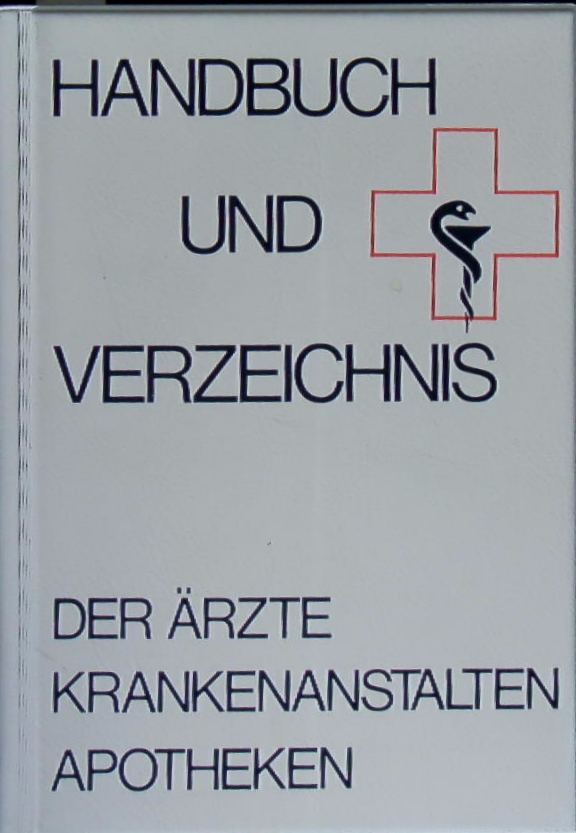 HANDBUCH
UND
VERZEICHNIS
DER ÄRZTE
KRANKENANSTALTEN
APOTHEKEN